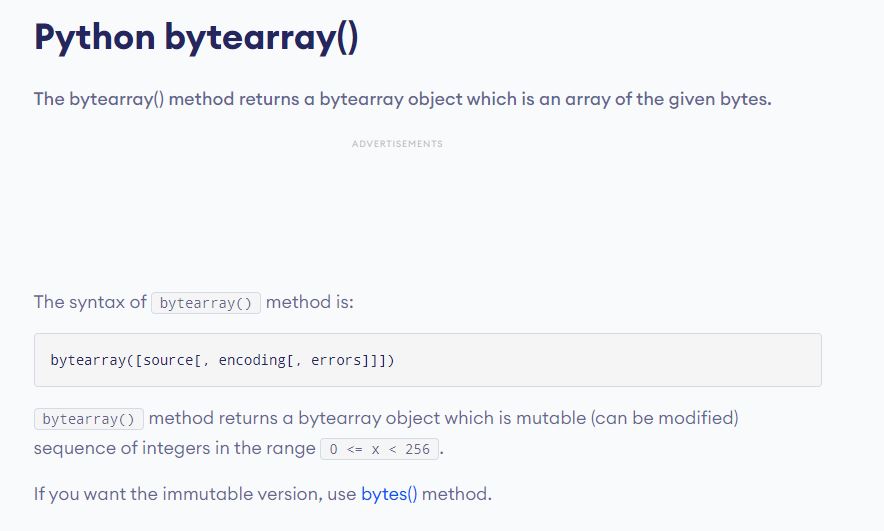 Python bytearray()
The bytearray() method returns a bytearray object which is an array of the given bytes.
ADVERTISEMENTS
The syntax of bytearray() method is:
bytearray([source[, encoding[, errors]]])
bytearray() method returns a bytearray object which is mutable (can be modified)
sequence of integers in the range 0 <= x < 256.
If you want the immutable version, use bytes() method.